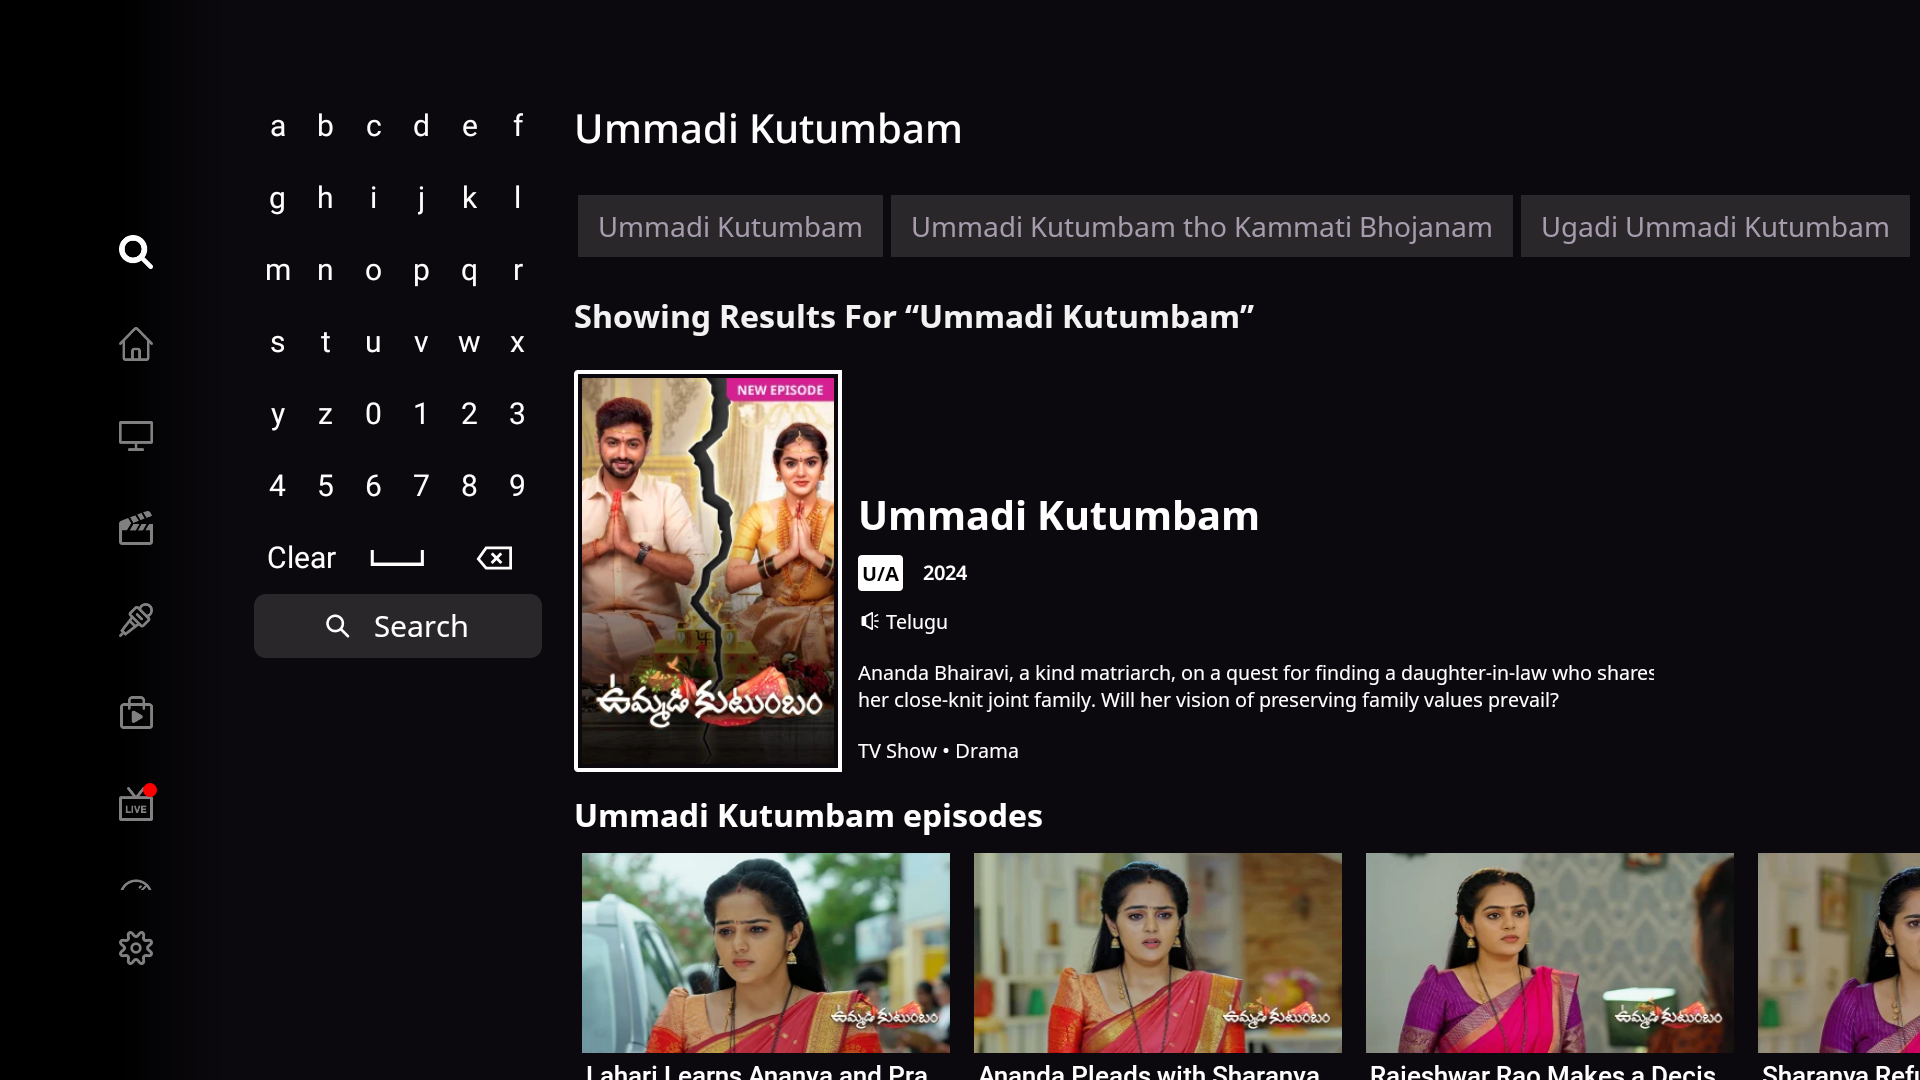 a b c d e f
g h i j k l
m n o p q r
s t u v w x
y z 0 1 2 3
4 5 6 7 8 9
Clear
Search
LIVE
Ummadi Kutumbam
Ummadi Kutumbam
Ummadi Kutumbam tho Kammati Bhojanam
Ugadi Ummadi Kutumbam
Showing Results For “Ummadi Kutumbam”
NEW EPISODE
ఉమ్మడి కుటుంబం
Ummadi Kutumbam
U/A 2024
Telugu
Ananda Bhairavi, a kind matriarch, on a quest for finding a daughter-in-law who shares
her close-knit joint family. Will her vision of preserving family values prevail?
TV Show • Drama
Ummadi Kutumbam episodes
ఉమ్మడి కుటుంబం
ఉమ్మడి కుటుంబం
ఉమ్మడి కుటుంబం
Lahari Learns Ananya and Pra
Ananda Pleads with Sharanya
Rajeshwar Rao Makes a Decis
Sharanya Refu